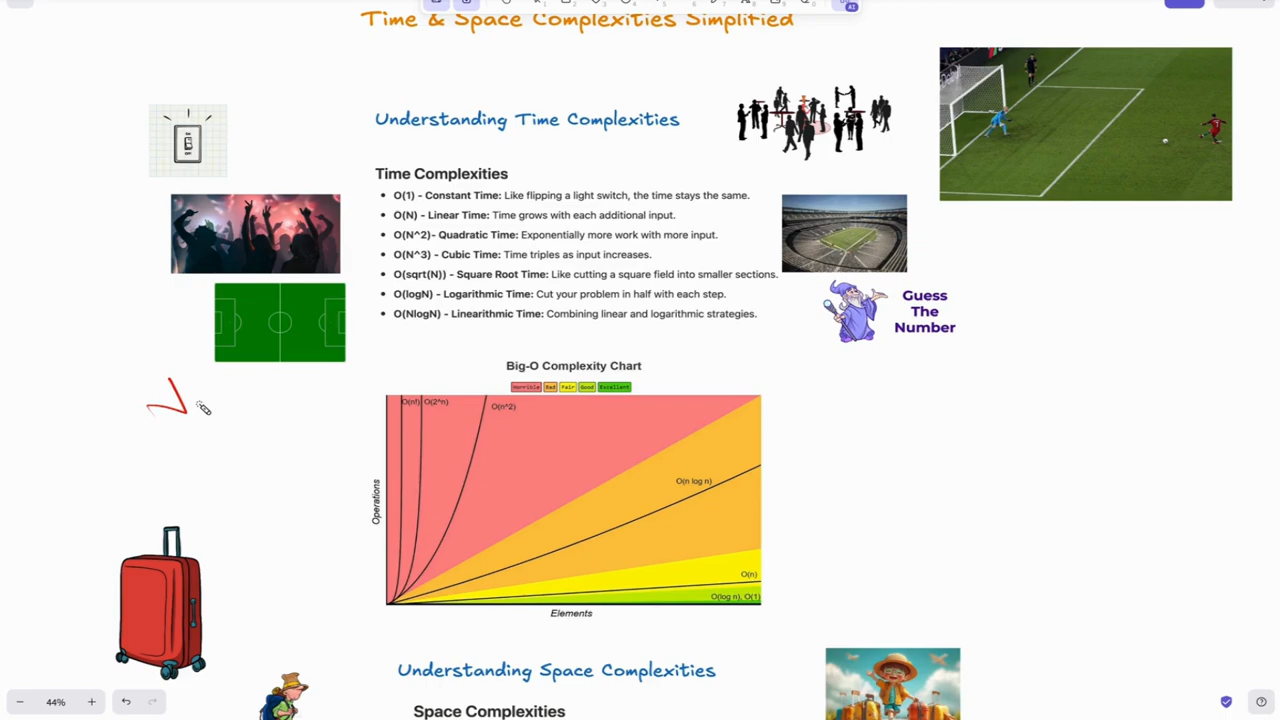 Time & Space Complexities Simplified
Understanding Time Complexities
Time Complexities
• O(1) - Constant Time: Like flipping a light switch, the time stays the same.
• O(N) - Linear Time: Time grows with each additional input.
• O(N^2)- Quadratic Time: Exponentially more work with more input.
• O(N^3) - Cubic Time: Time triples as input increases.
• O(sqrt(N)) - Square Root Time: Like cutting a square field into smaller sections.
• O(logN) - Logarithmic Time: Cut your problem in half with each step.
• O(NlogN) - Linearithmic Time: Combining linear and logarithmic strategies.
Guess
The
Number
Big-O Complexity Chart
Horrible Bad Fair Good Excellent
O(n!) O(2^n) O(n^2)
O(n log n)
O(n)
O(log n), O(1)
Operations
Elements
Understanding Space Complexities
Space Complexities
44%
AI